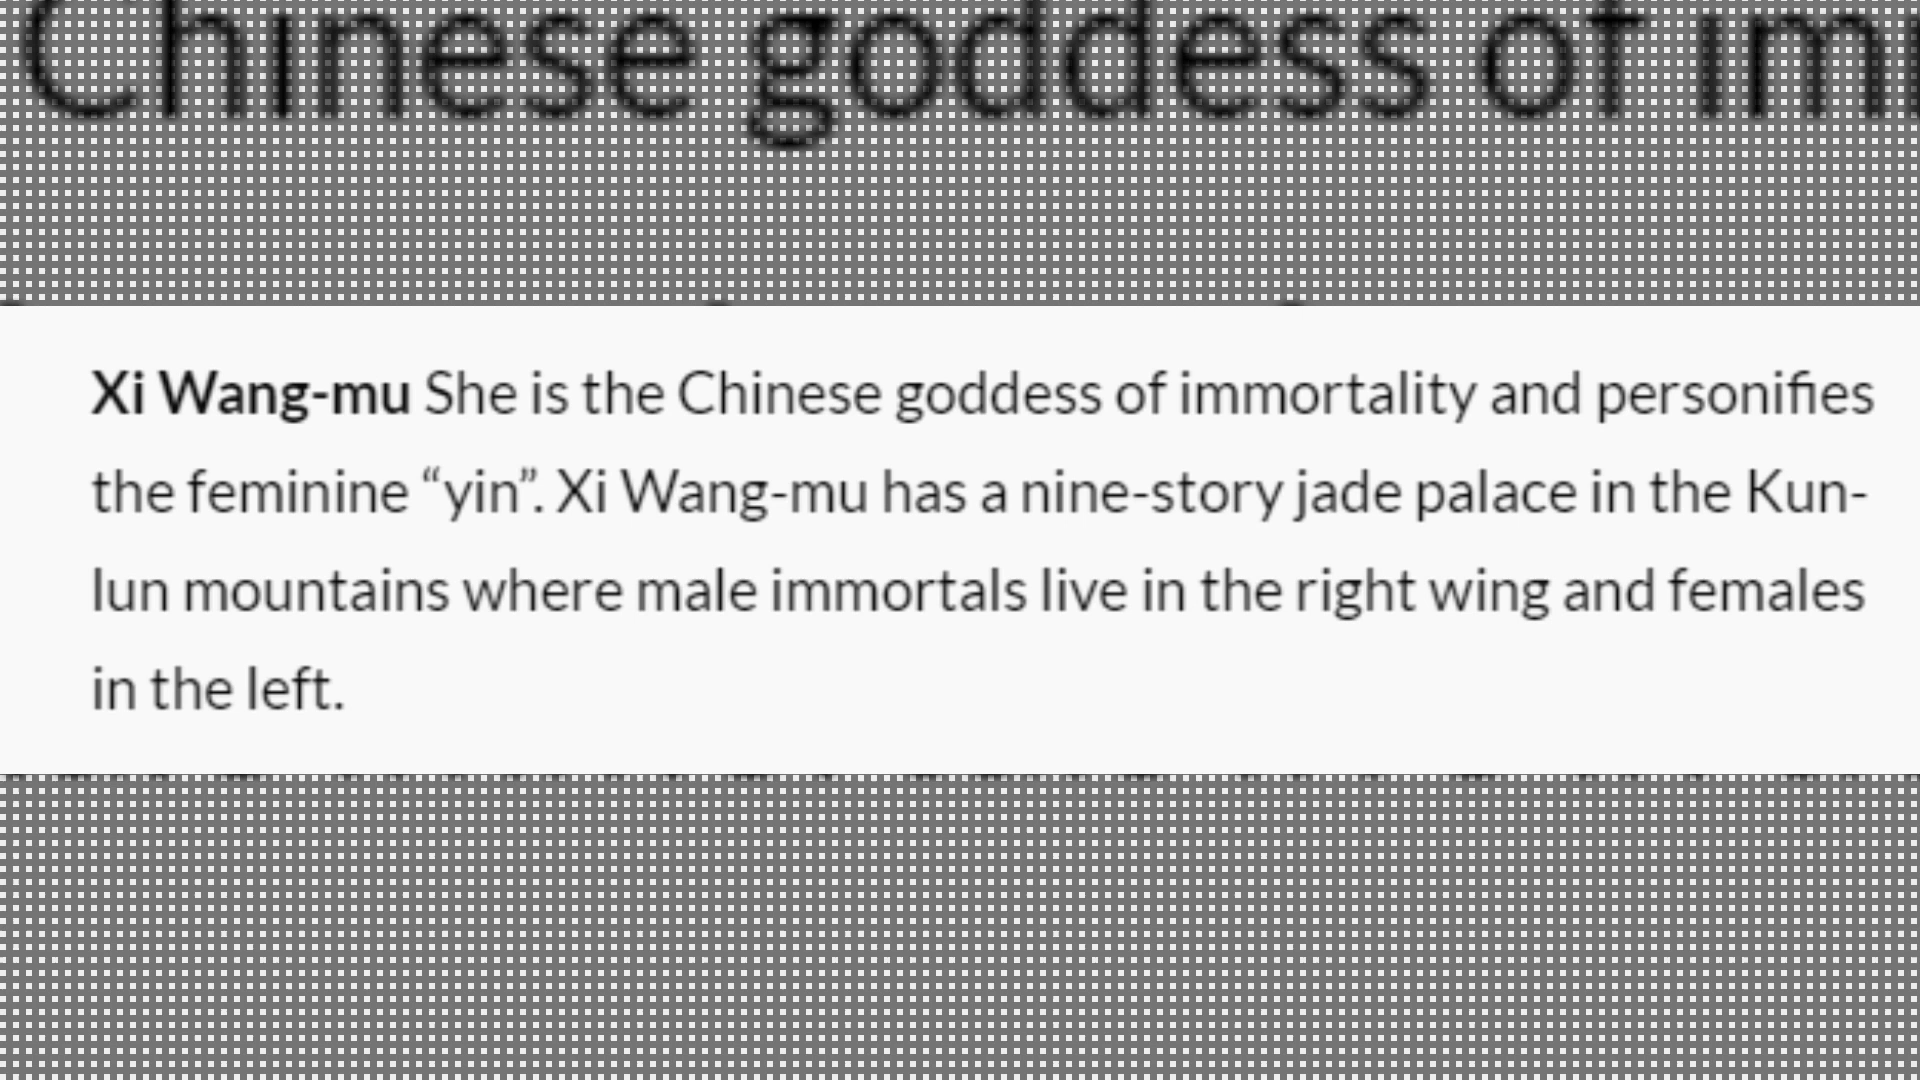 Chinese goddess of im
Xi Wang-mu She is the Chinese goddess of immortality and personifies
the feminine “yin”. Xi Wang-mu has a nine-story jade palace in the Kun-
lun mountains where male immortals live in the right wing and females
in the left.